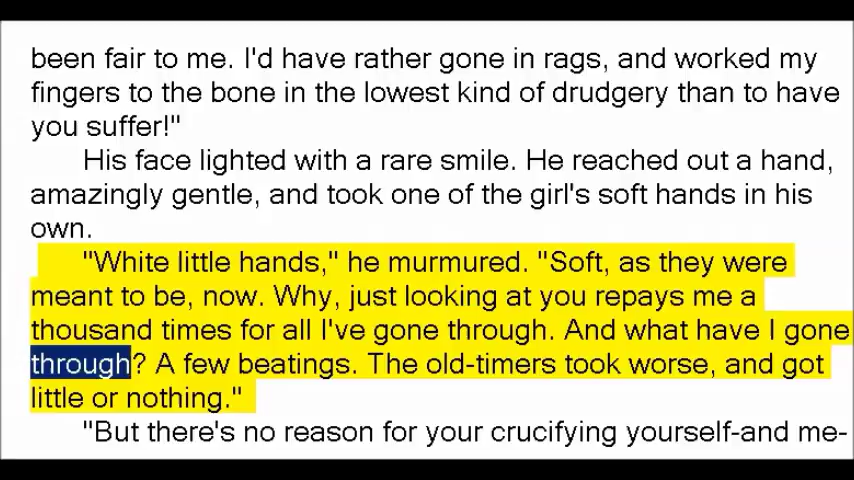 been fair to me. I'd have rather gone in rags, and worked my
fingers to the bone in the lowest kind of drudgery than to have
you suffer!"
His face lighted with a rare smile. He reached out a hand,
amazingly gentle, and took one of the girl's soft hands in his
own.
"White little hands," he murmured. "Soft, as they were
meant to be, now. Why, just looking at you repays me a
thousand times for all I've gone through. And what have I gone
through? A few beatings. The old-timers took worse, and got
little or nothing."
"But there's no reason for your crucifying yourself-and me-